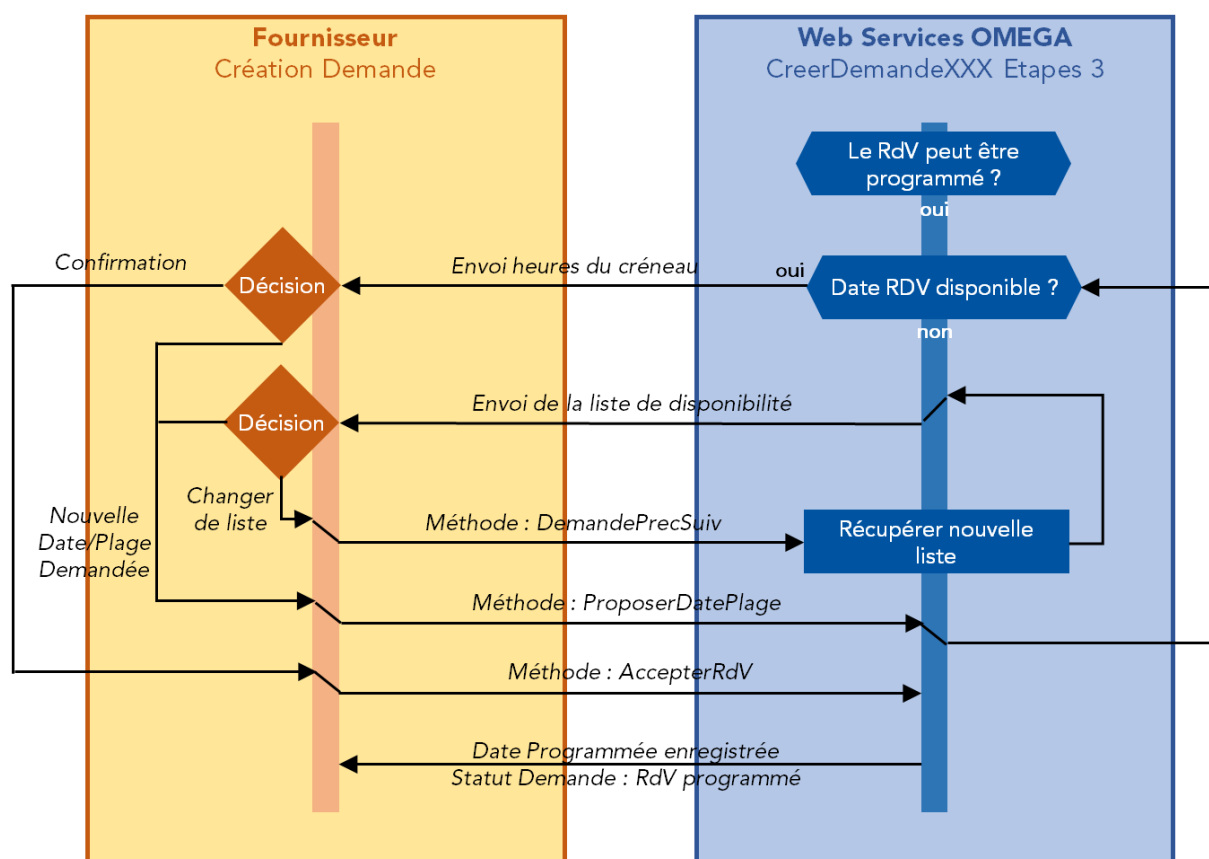 Fournisseur
Création Demande
Web Services OMEGA
CreerDemandeXXX Etapes 3
Le RdV peut être
programmé ?
oui
Confirmation
Décision
Envoi heures du créneau
oui
Date RDV disponible ?
non
Décision
Envoi de la liste de disponibilité
Changer
de liste
Nouvelle
Date/Plage
Demandée
Méthode : DemandePrecSuiv
Récupérer nouvelle
liste
Méthode : ProposerDatePlage
Méthode : AccepterRdV
Date Programmée enregistrée
Statut Demande : RdV programmé